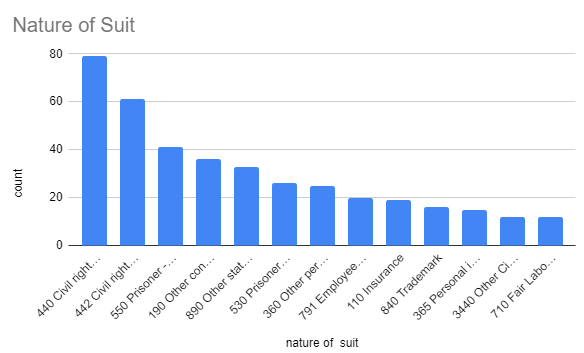 Nature of Suit
count
80
60
40
20
0
440 Civil right…
442 Civil right…
550 Prisoner -…
190 Other con…
890 Other stat…
530 Prisoner…
360 Other per…
791 Employee…
110 Insurance
840 Trademark
365 Personal i…
3440 Other Ci…
710 Fair Labo…
nature of suit